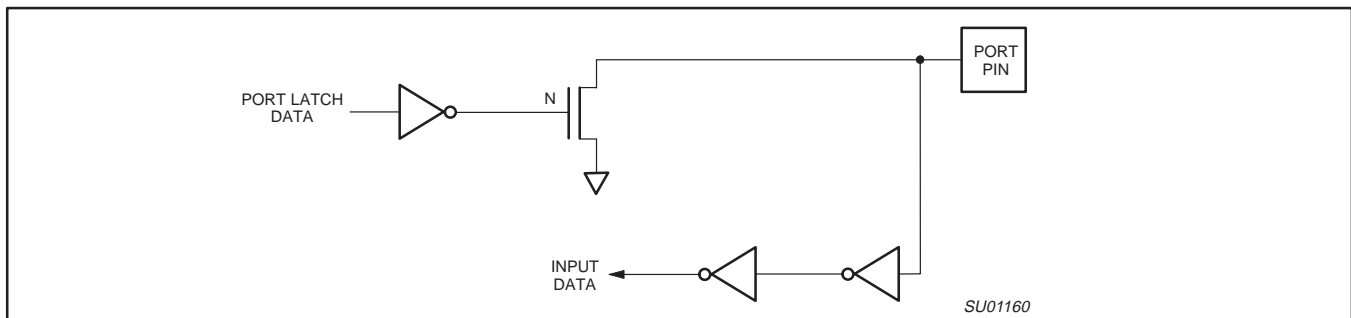 PORT
PIN
N
PORT LATCH
DATA
INPUT
DATA
SU01160